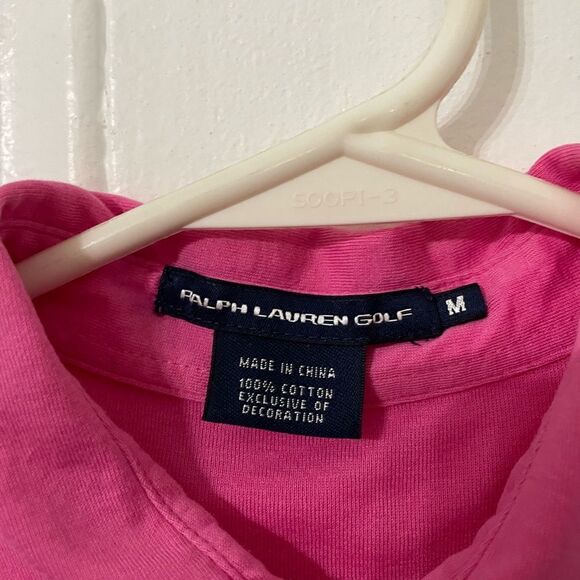 SOOPI-3
RALPH LAUREN GOLF
M
MADE IN CHINA
100% COTTON
EXCLUSIVE OF
DECORATION